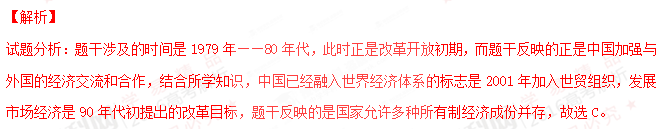 【解析】
试题分析：题干涉及的时间是 1979 年——80 年代，此时正是改革开放初期，而题干反映的正是中国加强与
外国的经济交流和合作，结合所学知识，中国已经融入世界经济体系的标志是 2001 年加入世贸组织，发展
市场经济是 90 年代初提出的改革目标，题干反映的是国家允许多种所有制经济成份并存，故选 C。